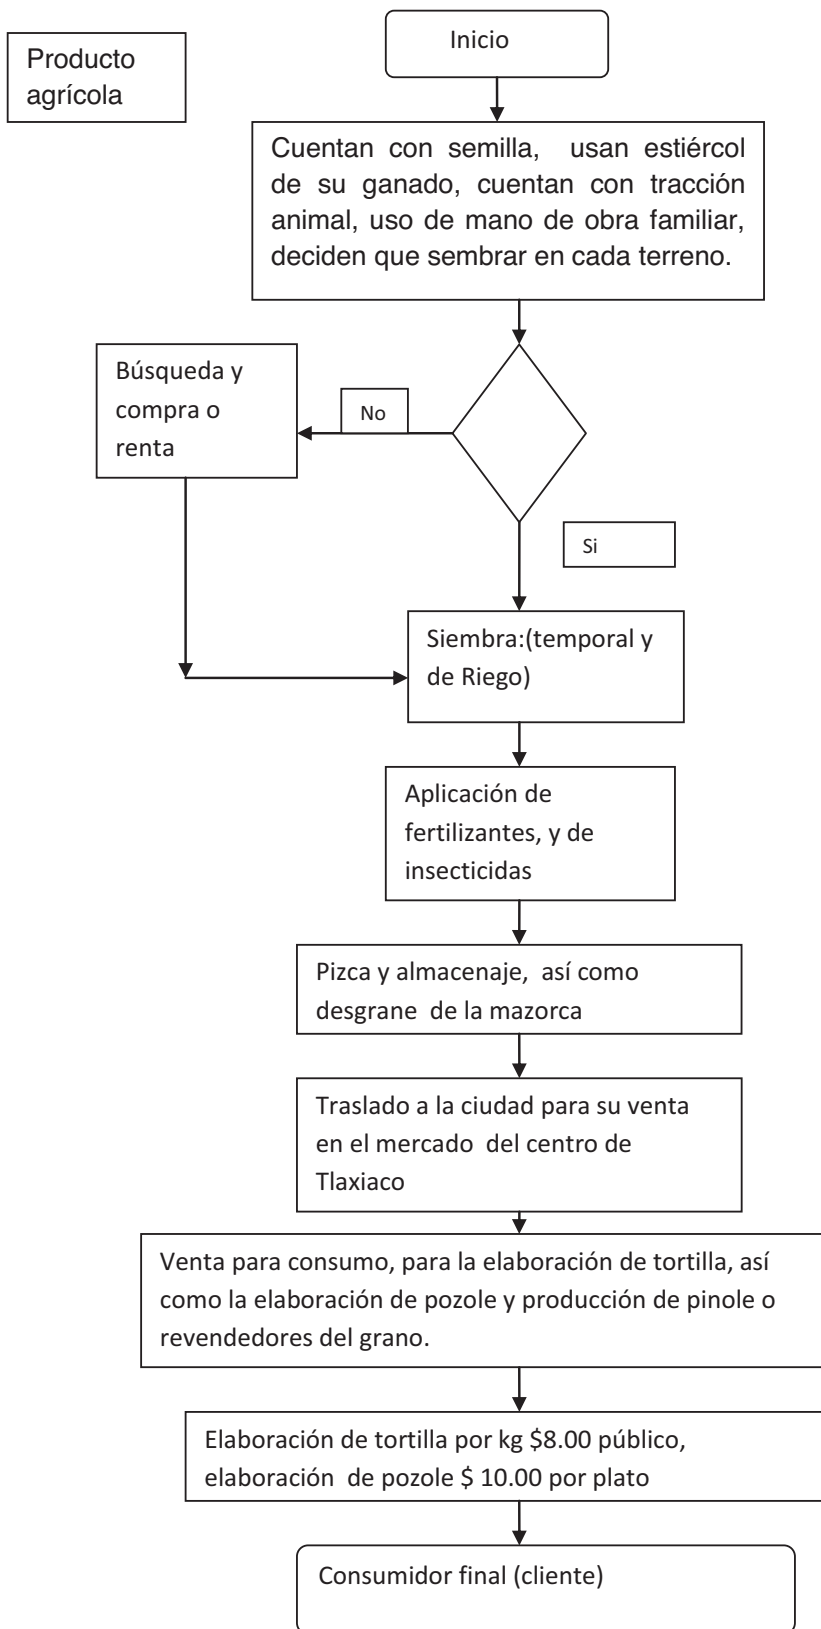 Inicio
Producto
agrícola
Cuentan con semilla, usan estiércol
de su ganado, cuentan con tracción
animal, uso de mano de obra familiar,
deciden que sembrar en cada terreno.
Búsqueda y
compra o
renta
No
Si
Siembra:(temporal y
de Riego)
Aplicación de
fertilizantes, y de
insecticidas
Pizca y almacenaje, así como
desgrane de la mazorca
Traslado a la ciudad para su venta
en el mercado del centro de
Tlaxiaco
Venta para consumo, para la elaboración de tortilla, así
como la elaboración de pozole y producción de pinole o
revendedores del grano.
Elaboración de tortilla por kg $8.00 público,
elaboración de pozole $ 10.00 por plato
Consumidor final (cliente)